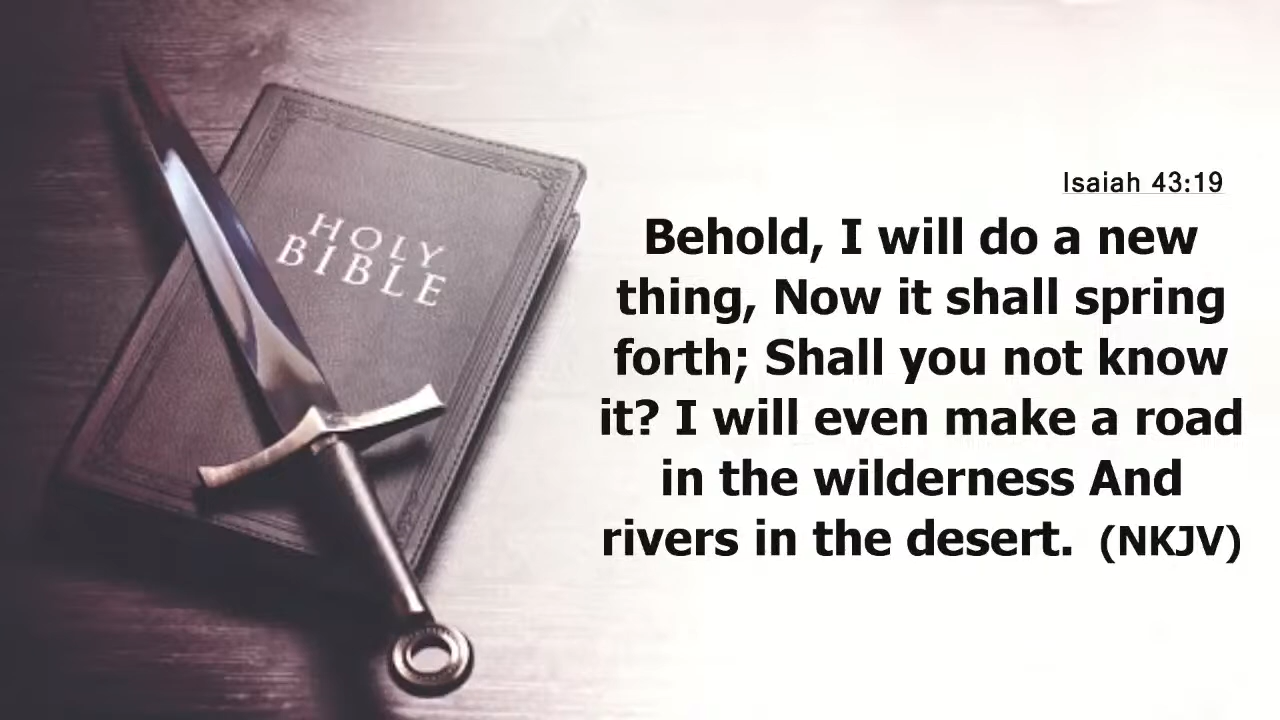 HOLY
BIBLE
Isaiah 43:19
Behold, I will do a new
thing, Now it shall spring
forth; Shall you not know
it? I will even make a road
in the wilderness And
rivers in the desert. (NKJV)